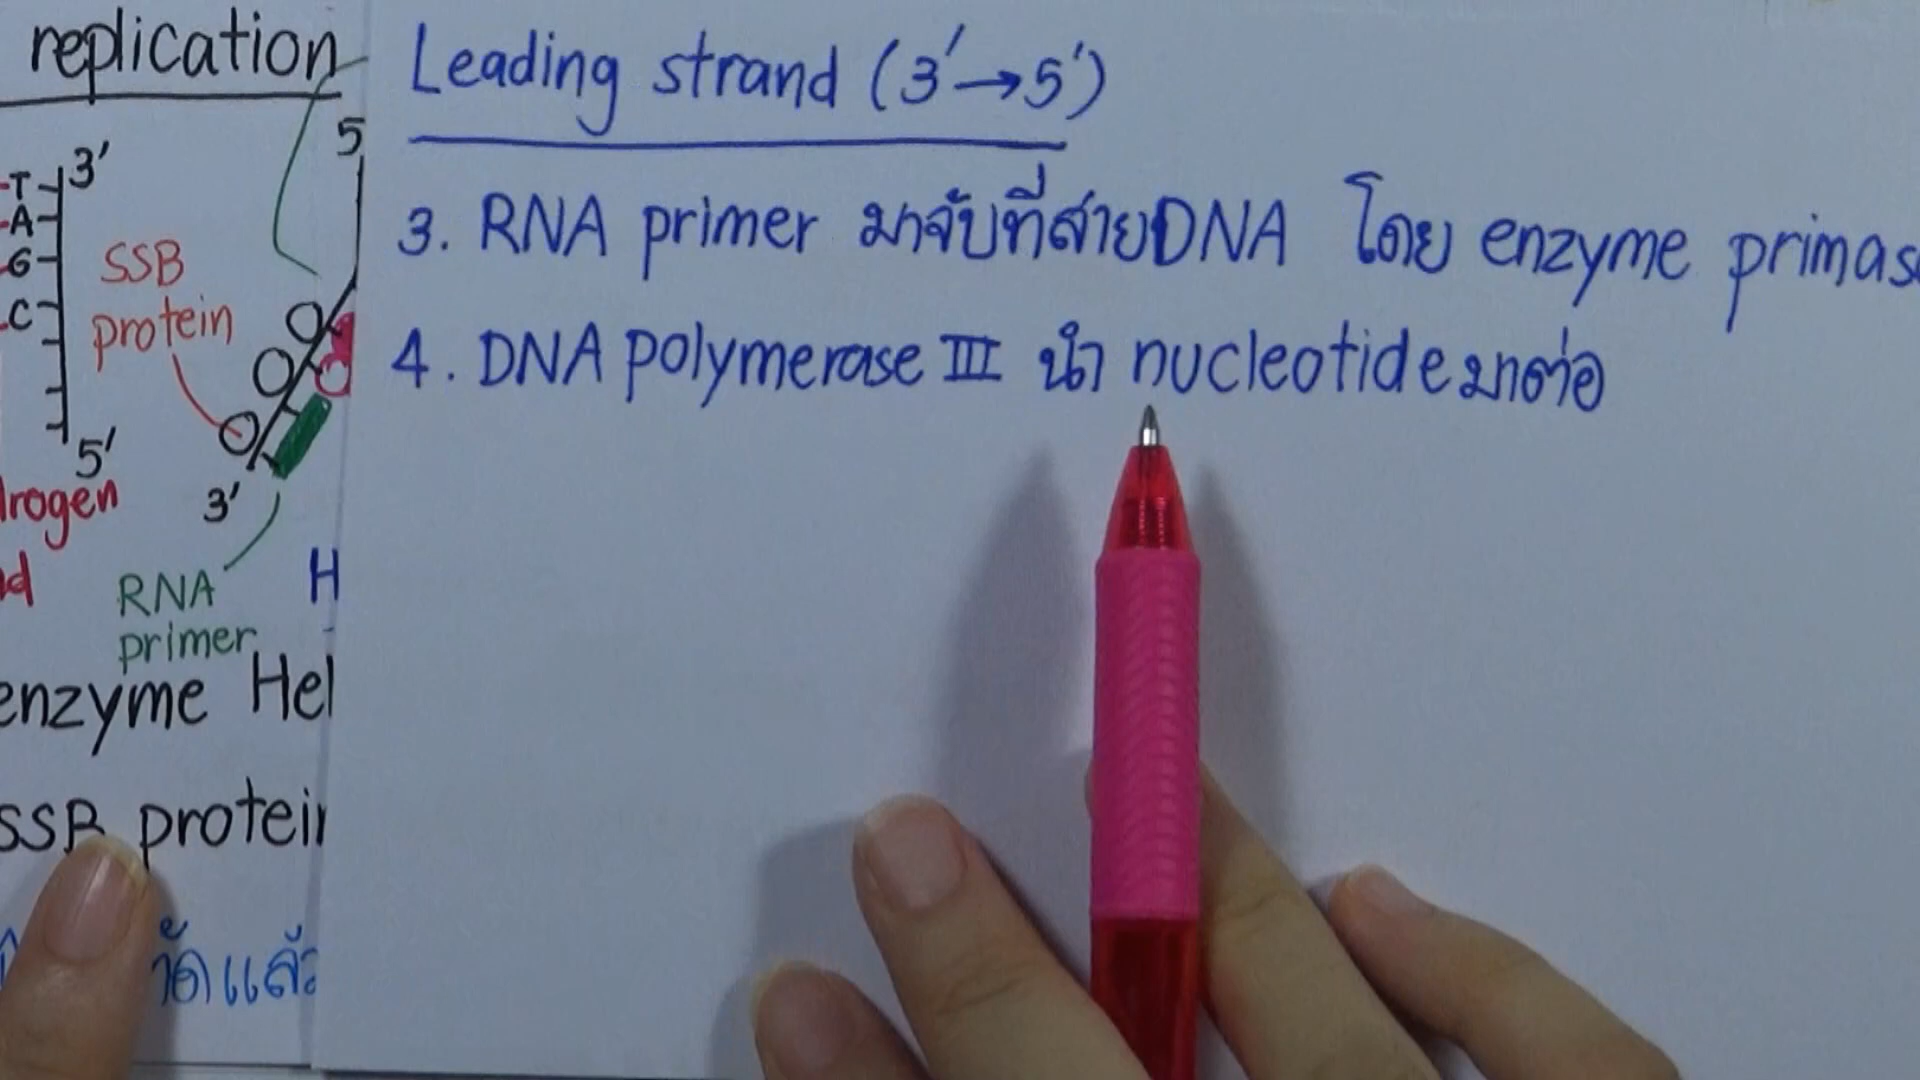 replication
5
3'
T
A
G
C
SSB
protein
5'
3'
rogen
RNA
primer
H
enzyme Hel
SSB protein
Leading strand (3'→5')
3. RNA primer มาจับที่สายDNA โดย enzyme primas
4. DNA polymerase III นำ nucleotide มาต่อ